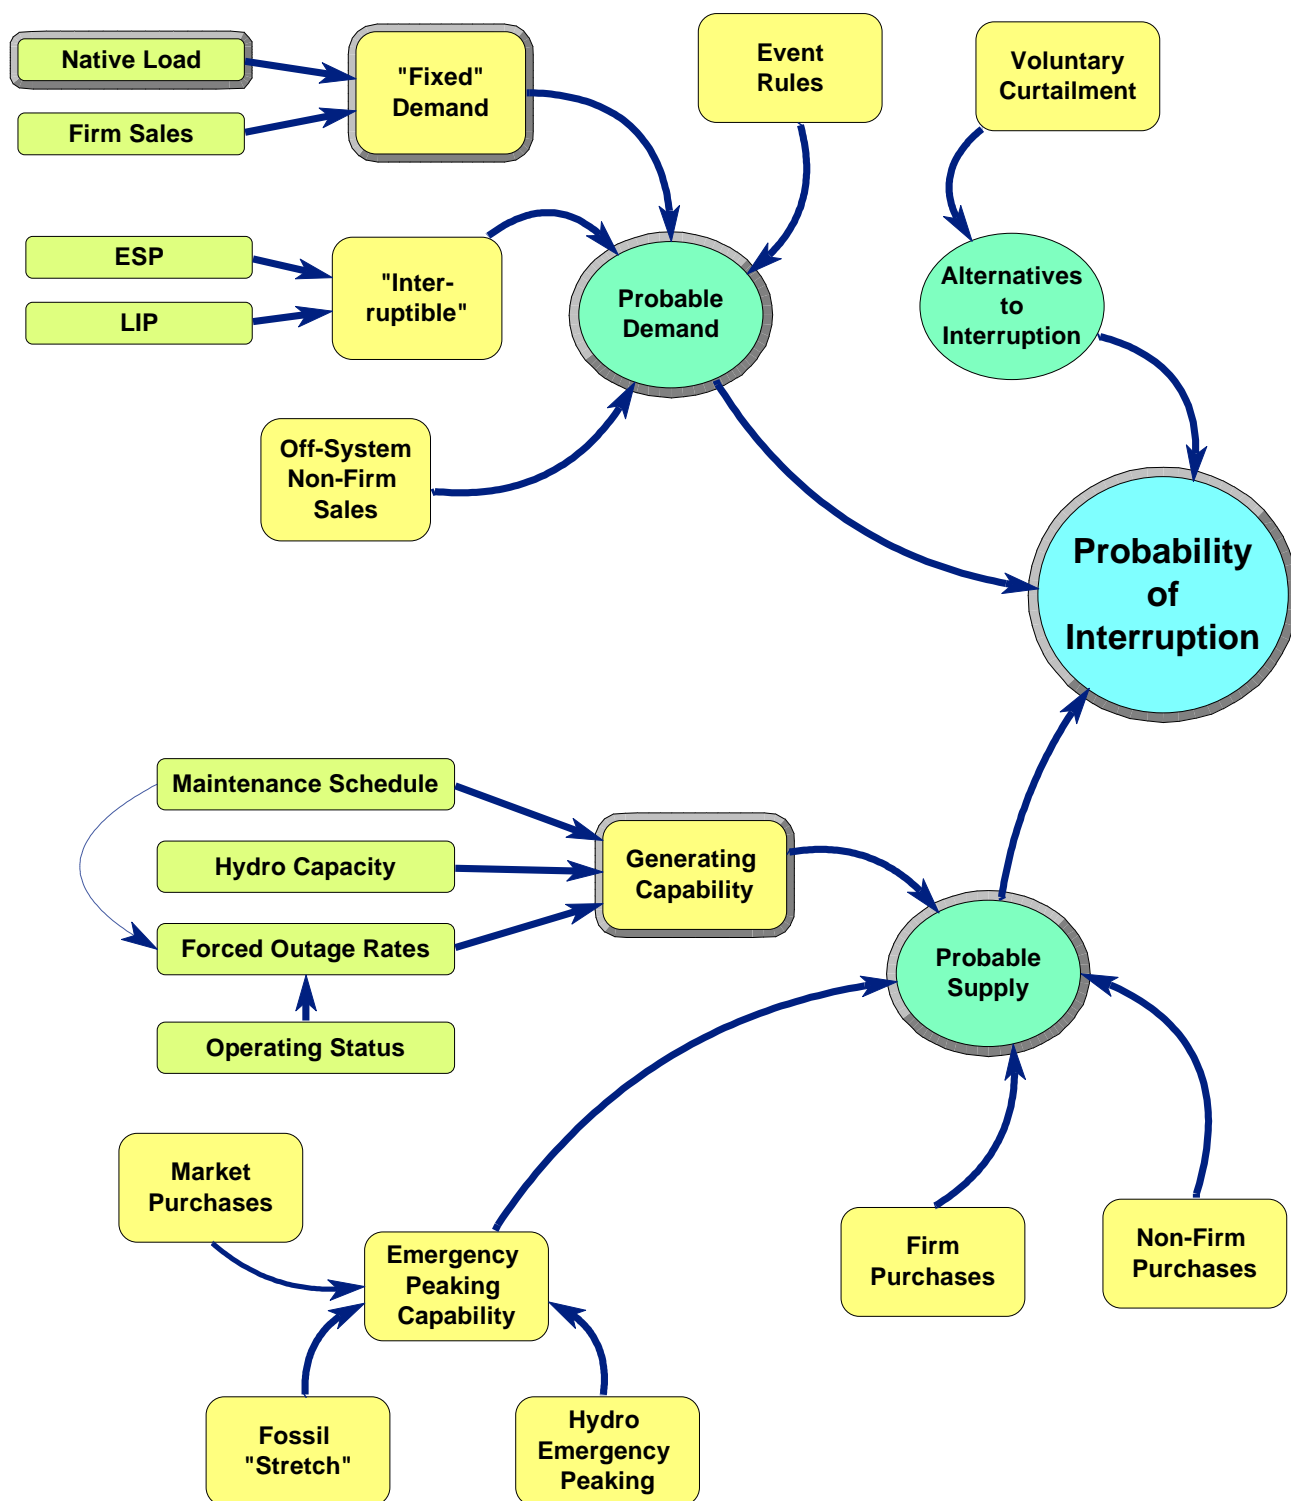 Native Load
Firm Sales
"Fixed"
Demand
Event
Rules
Voluntary
Curtailment
ESP
LIP
"Inter-
ruptible"
Probable
Demand
Alternatives
to
Interruption
Off-System
Non-Firm
Sales
Probability
of
Interruption
Maintenance Schedule
Hydro Capacity
Forced Outage Rates
Operating Status
Generating
Capability
Probable
Supply
Market
Purchases
Emergency
Peaking
Capability
Firm
Purchases
Non-Firm
Purchases
Fossil
"Stretch"
Hydro
Emergency
Peaking